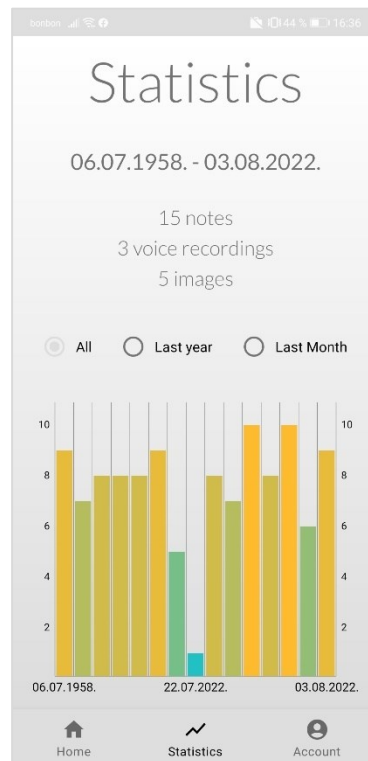 bonbon 44 % 16:36
Statistics
06.07.1958. - 03.08.2022.
15 notes
3 voice recordings
5 images
All Last year Last Month
10 10
8 8
6 6
4 4
2 2
06.07.1958. 22.07.2022. 03.08.2022.
Home Statistics Account